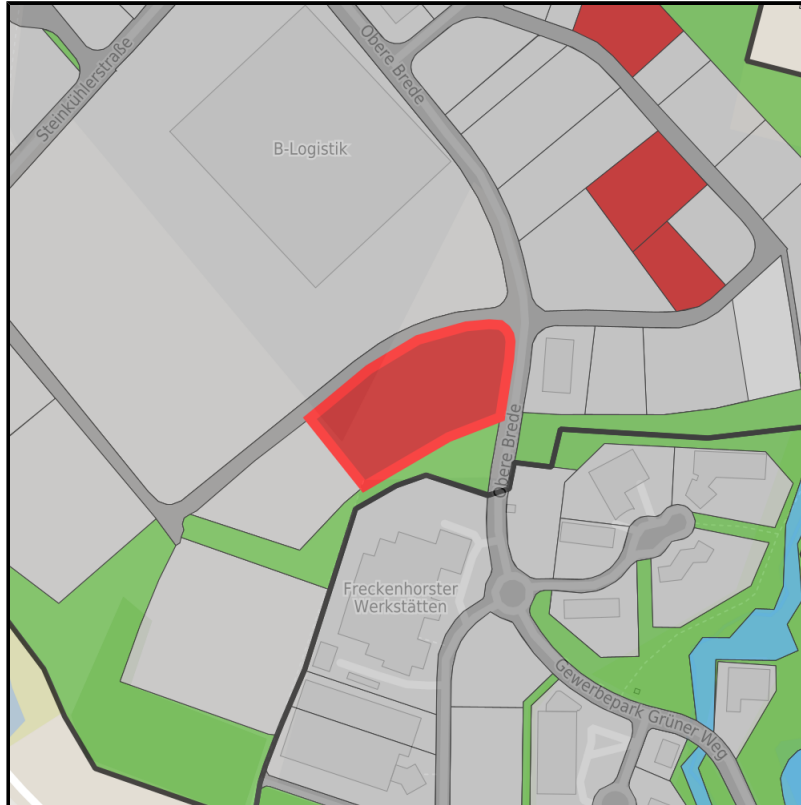 Obere Brede
Steinkühlerstraße
B-Logistik
Obere Brede
Freckenhorster
Werkstätten
Gewerbepark Grüner Weg